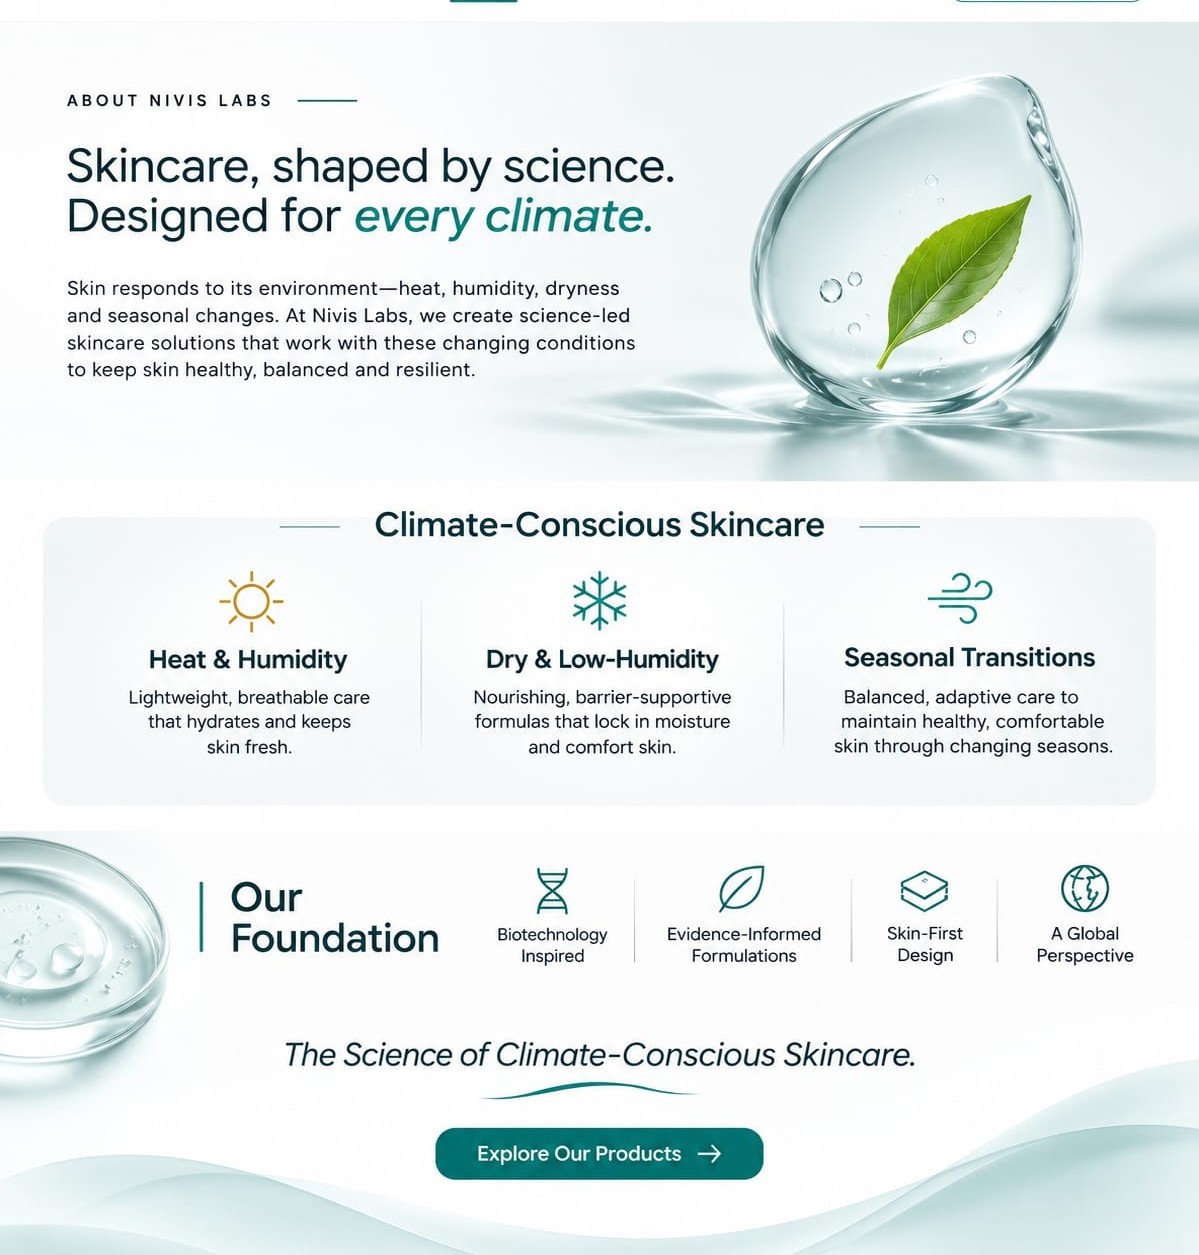 ABOUT NIVIS LABS
Skincare, shaped by science.
Designed for every climate.
Skin responds to its environment—heat, humidity, dryness
and seasonal changes. At Nivis Labs, we create science-led
skincare solutions that work with these changing conditions
to keep skin healthy, balanced and resilient.
Climate-Conscious Skincare
Heat & Humidity
Lightweight, breathable care
that hydrates and keeps
skin fresh.
Dry & Low-Humidity
Nourishing, barrier-supportive
formulas that lock in moisture
and comfort skin.
Seasonal Transitions
Balanced, adaptive care to
maintain healthy, comfortable
skin through changing seasons.
Our
Foundation
Biotechnology
Inspired
Evidence-Informed
Formulations
Skin-First
Design
A Global
Perspective
The Science of Climate-Conscious Skincare.
Explore Our Products